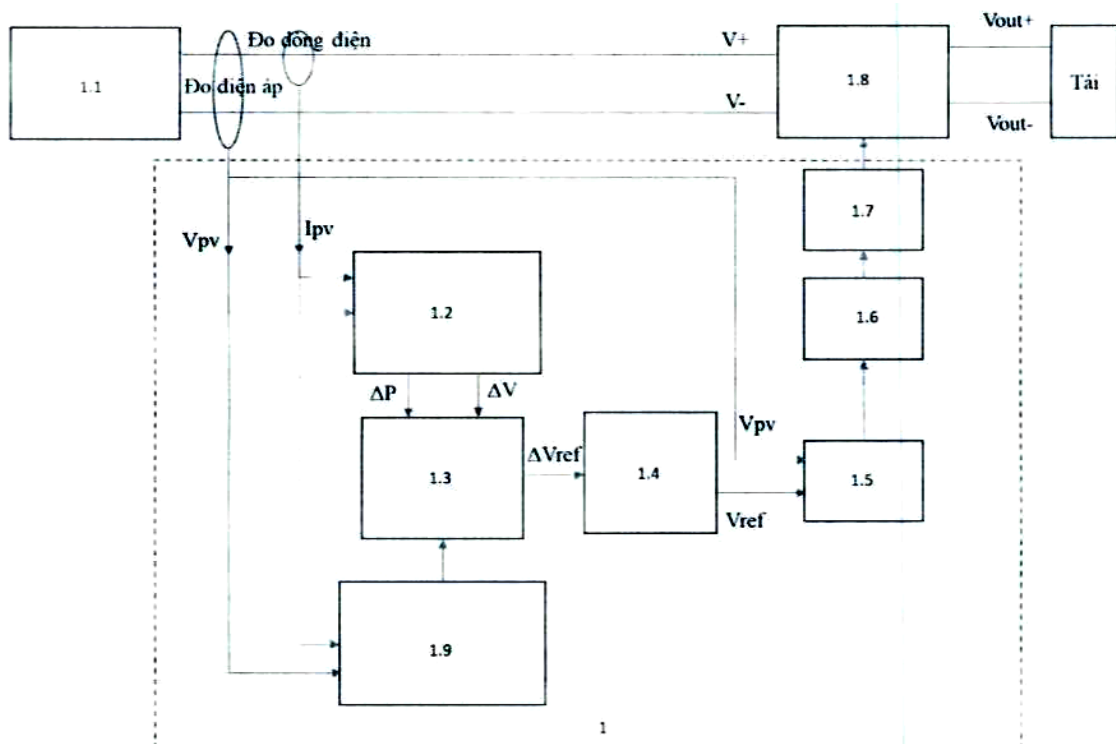 Vout+
Đo dòng điện
V+
1.1
Đo điện áp
1.8
Tải
V-
Vout-
1.7
Vpv
Ipv
1.2
1.6
ΔP
ΔV
Vpv
ΔVref
1.3
1.4
1.5
Vref
1.9
1